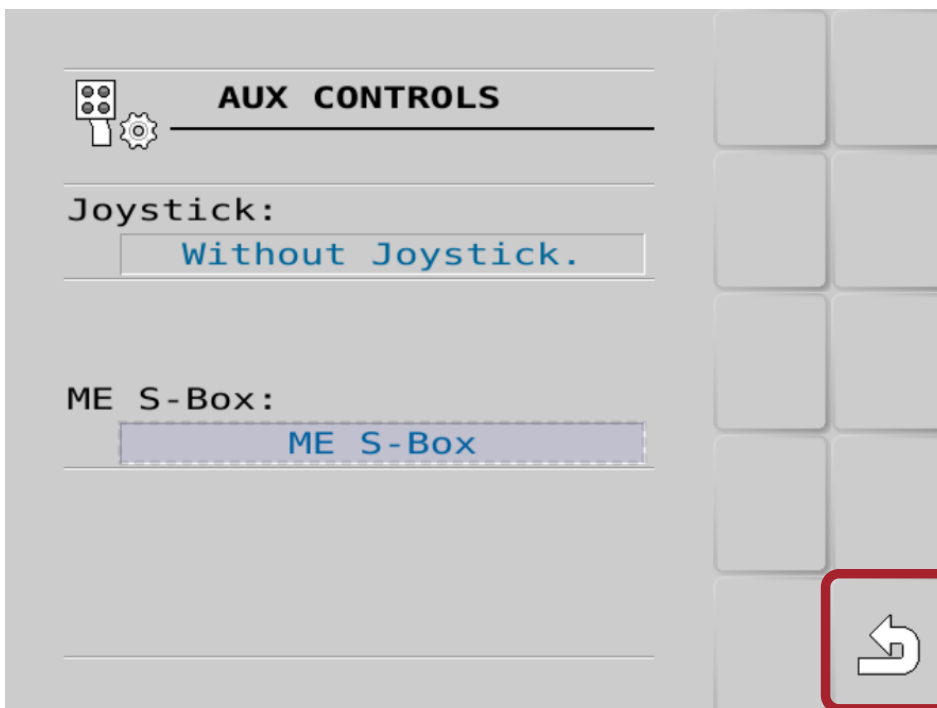 AUX CONTROLS
Joystick:
Without Joystick.
ME S-Box:
ME S-Box